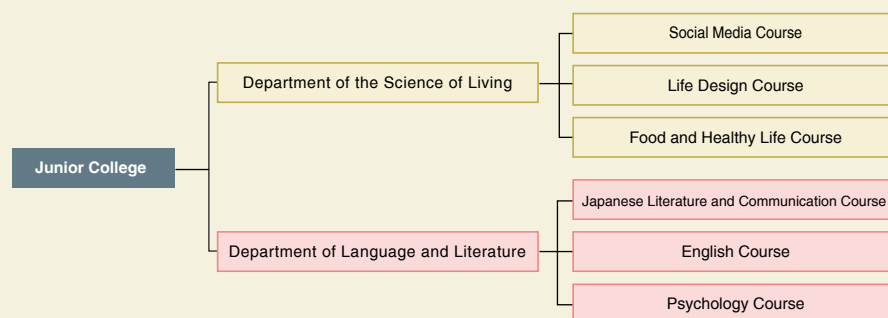 Junior College
Department of the Science of Living
Social Media Course
Life Design Course
Food and Healthy Life Course
Department of Language and Literature
Japanese Literature and Communication Course
English Course
Psychology Course